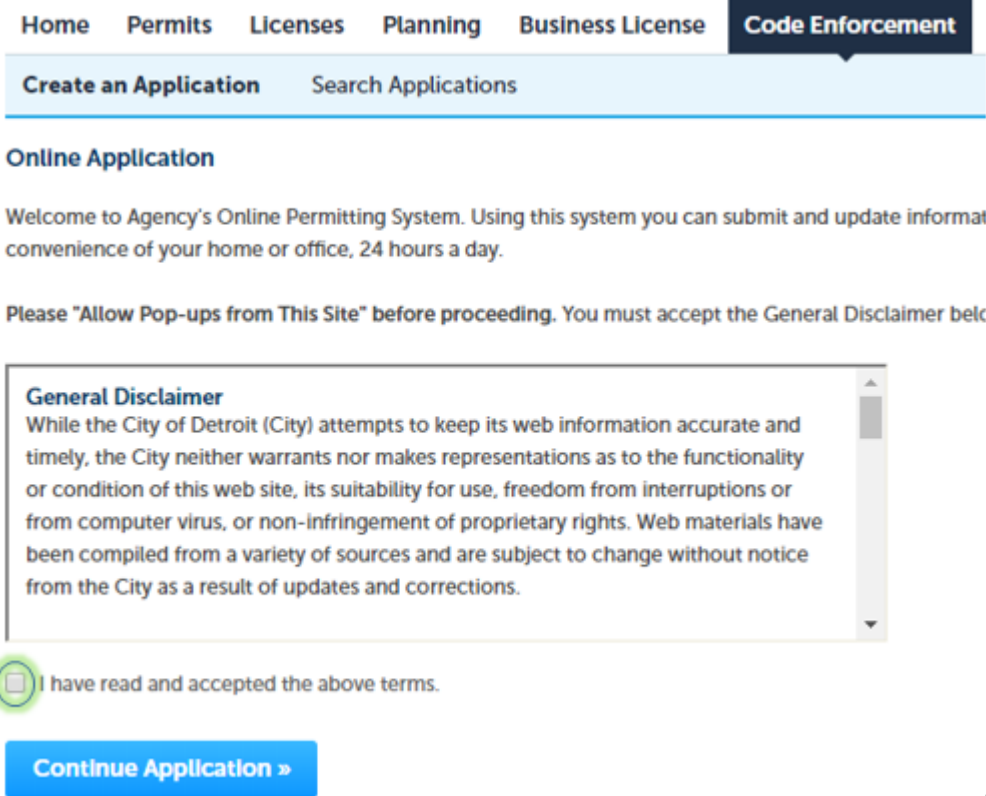 Home Permits Licenses Planning Business License Code Enforcement
Create an Application Search Applications
Online Application
Welcome to Agency's Online Permitting System. Using this system you can submit and update
convenience of your home or office, 24 hours a day.
Please "Allow Pop-ups from This Site" before proceeding. You must accept the General Disclaimer
General Disclaimer
While the City of Detroit (City) attempts to keep its web information accurate and
timely, the City neither warrants nor makes representations as to the functionality
or condition of this web site, its suitability for use, freedom from interruptions or
from computer virus, or non-infringement of proprietary rights. Web materials have
been compiled from a variety of sources and are subject to change without notice
from the City as a result of updates and corrections.
I have read and accepted the above terms.
Continue Application »